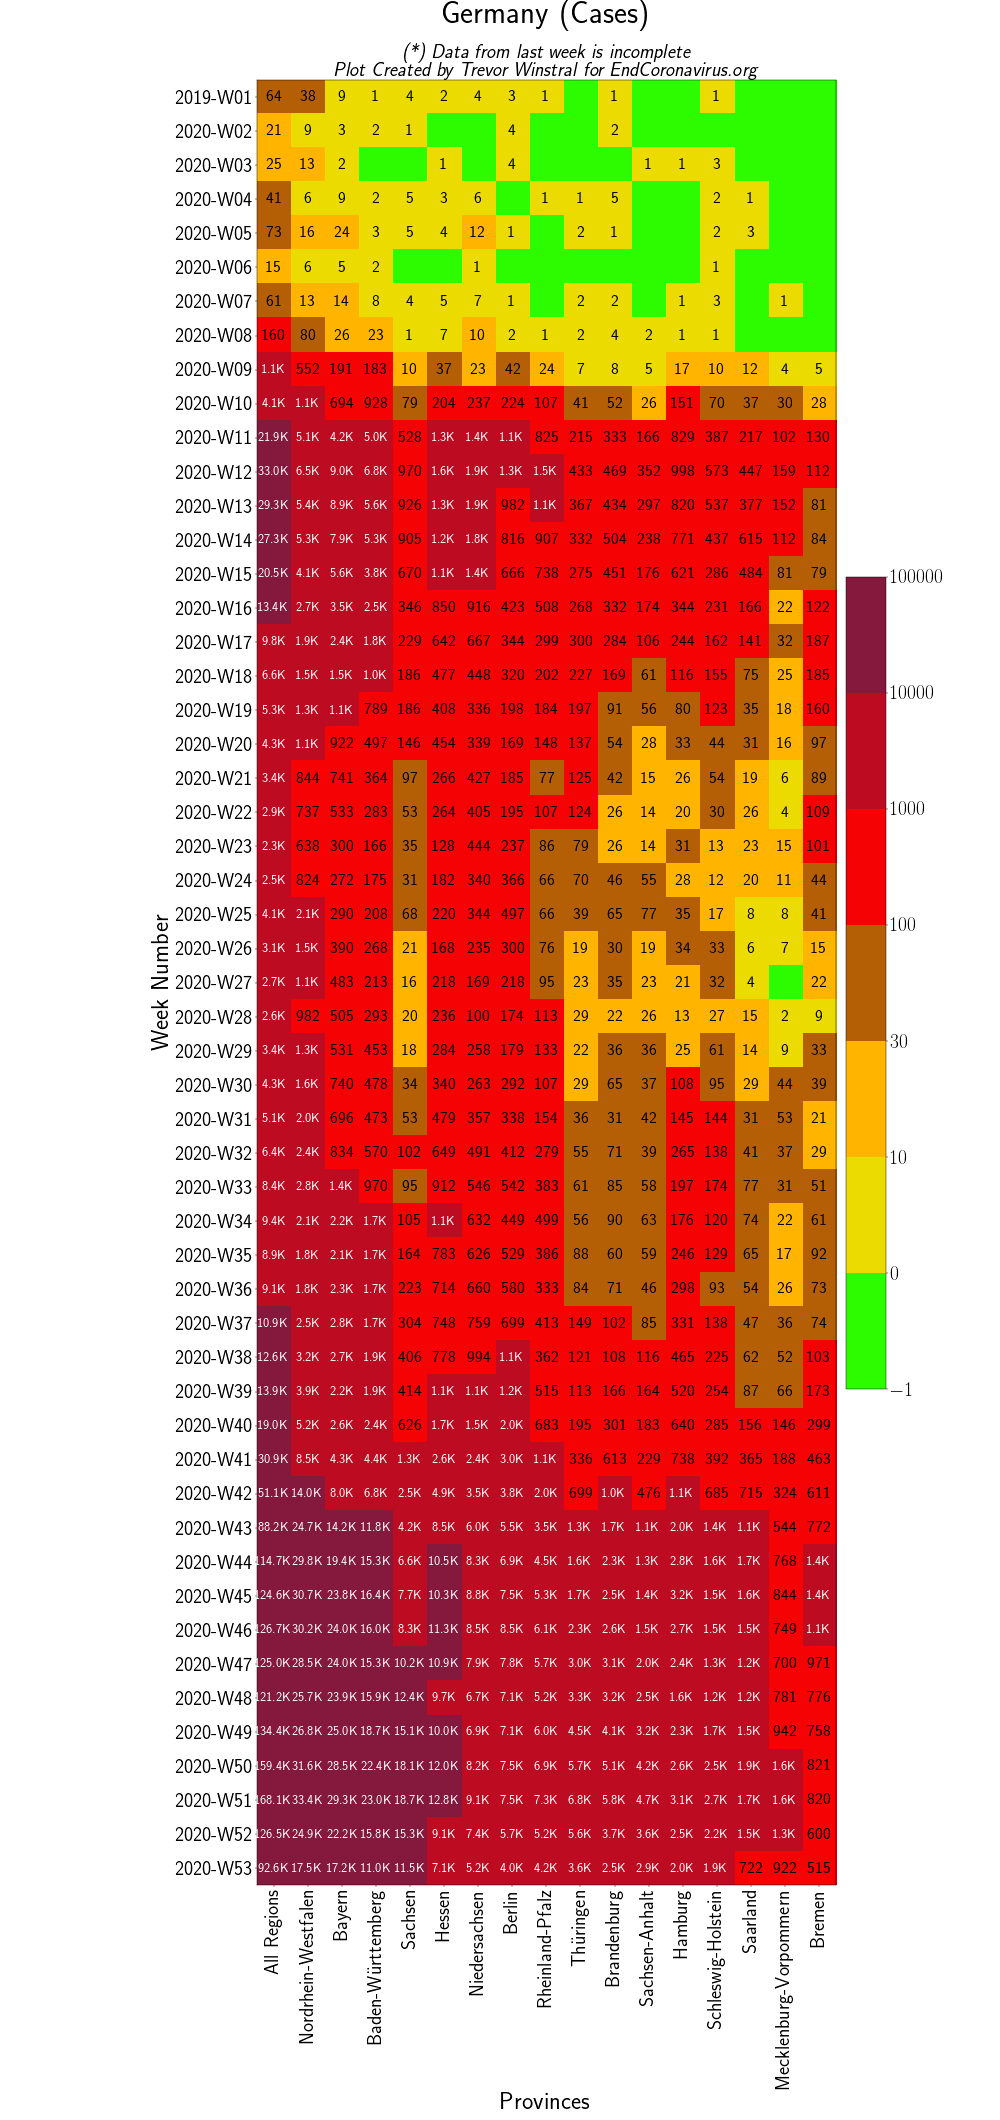 Germany (Cases)
(*) Data from last week is incomplete
Plot Created by Trevor Winstral for EndCoronavirus.org
2019-W01 64 38 9 1 4 2 4 3 1 1 1
2020-W02 21 9 3 2 1 4 2
2020-W03 25 13 2 1 4 1 1 3
2020-W04 41 6 9 2 5 3 6 1 1 5 2 1
2020-W05 73 16 24 3 5 4 12 1 2 1 2 3
2020-W06 15 6 5 2 1 1
2020-W07 61 13 14 8 4 5 7 1 2 2 1 3 1
2020-W08 160 80 26 23 1 7 10 2 1 2 4 2 1 1
2020-W09 1.1K 552 191 183 10 37 23 42 24 7 8 5 17 10 12 4 5
2020-W10 4.1K 1.1K 694 928 79 204 237 224 107 41 52 26 151 70 37 30 28
2020-W11 21.9K 5.1K 4.2K 5.0K 528 1.3K 1.4K 1.1K 825 215 333 166 829 387 217 102 130
2020-W12 33.0K 6.5K 9.0K 6.8K 970 1.6K 1.9K 1.3K 1.5K 433 469 352 998 573 447 159 112
2020-W13 29.3K 5.4K 8.9K 5.6K 926 1.3K 1.9K 982 1.1K 367 434 297 820 537 377 152 81
2020-W14 27.3K 5.3K 7.9K 5.3K 905 1.2K 1.8K 816 907 332 504 238 771 437 615 112 84
2020-W15 20.5K 4.1K 5.6K 3.8K 670 1.1K 1.4K 666 738 275 451 176 621 286 484 81 79
2020-W16 13.4K 2.7K 3.5K 2.5K 346 850 916 423 508 268 332 174 344 231 166 22 122
2020-W17 9.8K 1.9K 2.4K 1.8K 229 642 667 344 299 300 284 106 244 162 141 32 187
2020-W18 6.6K 1.5K 1.5K 1.0K 186 477 448 320 202 227 169 61 116 155 75 25 185
2020-W19 5.3K 1.3K 1.1K 789 186 408 336 198 184 197 91 56 80 123 35 18 160
2020-W20 4.3K 1.1K 922 497 146 454 339 169 148 137 54 28 33 44 31 16 97
2020-W21 3.4K 844 741 364 97 266 427 185 77 125 42 15 26 54 19 6 89
2020-W22 2.9K 737 533 283 53 264 405 195 107 124 26 14 20 30 26 4 109
2020-W23 2.3K 638 300 166 35 128 444 237 86 79 26 14 31 13 23 15 101
2020-W24 2.5K 824 272 175 31 182 340 366 66 70 46 55 28 12 20 11 44
2020-W25 4.1K 2.1K 290 208 68 220 344 497 66 39 65 77 35 17 8 8 41
2020-W26 3.1K 1.5K 390 268 21 168 235 300 76 19 30 19 34 33 6 7 15
2020-W27 2.7K 1.1K 483 213 16 218 169 218 95 23 35 23 21 32 4 22
2020-W28 2.6K 982 505 293 20 236 100 174 113 29 22 26 13 27 15 2 9
2020-W29 3.4K 1.3K 531 453 18 284 258 179 133 22 36 36 25 61 14 9 33
2020-W30 4.3K 1.6K 740 478 34 340 263 292 107 29 65 37 108 95 29 44 39
2020-W31 5.1K 2.0K 696 473 53 479 357 338 154 36 31 42 145 144 31 53 21
2020-W32 6.4K 2.4K 834 570 102 649 491 412 279 55 71 39 265 138 41 37 29
2020-W33 8.4K 2.8K 1.4K 970 95 912 546 542 383 61 85 58 197 174 77 31 51
2020-W34 9.4K 2.1K 2.2K 1.7K 105 1.1K 632 449 499 56 90 63 176 120 74 22 61
2020-W35 8.9K 1.8K 2.1K 1.7K 164 783 626 529 386 88 60 59 246 129 65 17 92
2020-W36 9.1K 1.8K 2.3K 1.7K 223 714 660 580 333 84 71 46 298 93 54 26 73
2020-W37 10.9K 2.5K 2.8K 1.7K 304 748 759 699 413 149 102 85 331 138 47 36 74
2020-W38 12.6K 3.2K 2.7K 1.9K 406 778 994 1.1K 362 121 108 116 465 225 62 52 103
2020-W39 13.9K 3.9K 2.2K 1.9K 414 1.1K 1.1K 1.2K 515 113 166 164 520 254 87 66 173
2020-W40 19.0K 5.2K 2.6K 2.4K 626 1.7K 1.5K 2.0K 683 195 301 183 640 285 156 146 299
2020-W41 30.9K 8.5K 4.3K 4.4K 1.3K 2.6K 2.4K 3.0K 1.1K 336 613 229 738 392 365 188 463
2020-W42 51.1K 14.0K 8.0K 6.8K 2.5K 4.9K 3.5K 3.8K 2.0K 699 1.0K 476 1.1K 685 715 324 611
2020-W43 88.2K 24.7K 14.2K 11.8K 4.2K 8.5K 6.0K 5.5K 3.5K 1.3K 1.7K 1.1K 2.0K 1.4K 1.1K 544 772
2020-W44 114.7K 29.8K 19.4K 15.3K 6.6K 10.5K 8.3K 6.9K 4.5K 1.6K 2.3K 1.3K 2.8K 1.6K 1.7K 768 1.4K
2020-W45 124.6K 30.7K 23.8K 16.4K 7.7K 10.3K 8.8K 7.5K 5.3K 1.7K 2.5K 1.4K 3.2K 1.5K 1.6K 844 1.4K
2020-W46 126.7K 30.2K 24.0K 16.0K 8.3K 11.3K 8.5K 8.5K 6.1K 2.3K 2.6K 1.5K 2.7K 1.5K 1.5K 749 1.1K
2020-W47 125.0K 28.5K 24.0K 15.3K 10.2K 10.9K 7.9K 7.8K 5.7K 3.0K 3.1K 2.0K 2.4K 1.3K 1.2K 700 971
2020-W48 121.2K 25.7K 23.9K 15.9K 12.4K 9.7K 6.7K 7.1K 5.2K 3.3K 3.2K 2.5K 1.6K 1.2K 1.2K 781 776
2020-W49 134.4K 26.8K 25.0K 18.7K 15.1K 10.0K 6.9K 7.1K 6.0K 4.5K 4.1K 3.2K 2.3K 1.7K 1.5K 942 758
2020-W50 159.4K 31.6K 28.5K 22.4K 18.1K 12.0K 8.2K 7.5K 6.9K 5.7K 5.1K 4.2K 2.6K 2.5K 1.9K 1.6K 821
2020-W51 168.1K 33.4K 29.3K 23.0K 18.7K 12.8K 9.1K 7.5K 7.3K 6.8K 5.8K 4.7K 3.1K 2.7K 1.7K 1.6K 820
2020-W52 126.5K 24.9K 22.2K 15.8K 15.3K 9.1K 7.4K 5.7K 5.2K 5.6K 3.7K 3.6K 2.5K 2.2K 1.5K 1.3K 600
2020-W53 92.6K 17.5K 17.2K 11.0K 11.5K 7.1K 5.2K 4.0K 4.2K 3.6K 2.5K 2.9K 2.0K 1.9K 722 922 515
Week Number
All Regions
Nordrhein-Westfalen
Bayern
Baden-Württemberg
Sachsen
Hessen
Niedersachsen
Berlin
Rheinland-Pfalz
Thüringen
Brandenburg
Sachsen-Anhalt
Hamburg
Schleswig-Holstein
Saarland
Mecklenburg-Vorpommern
Bremen
Provinces
100000
10000
1000
100
30
10
0
−1